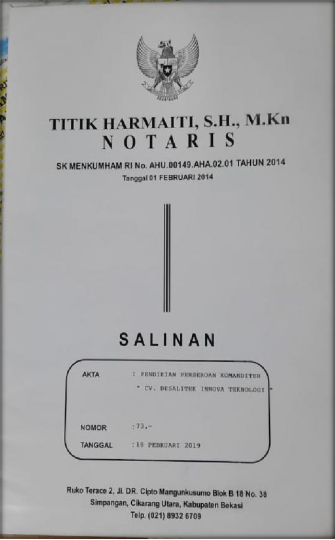 TITIK HARMAITI, S.H., M.Kn
NOTARIS
SK MENKUMHAM RI No. AHU.00149.AHA.02.01 TAHUN 2014
Tanggal 01 FEBRUARI 2014
SALINAN
AKTA : PENDIRIAN PERSEROAN KOMANDITER
" CV. DESALITEK INNOVA TEKNOLOGI "
NOMOR : 72.-
TANGGAL : 18 FEBRUARI 2019
Ruko Terace 2, Jl. DR. Cipto Mangunkusumo Blok B 18 No. 38
Simpangan, Cikarang Utara, Kabupaten Bekasi
Telp. (021) 8932 6709